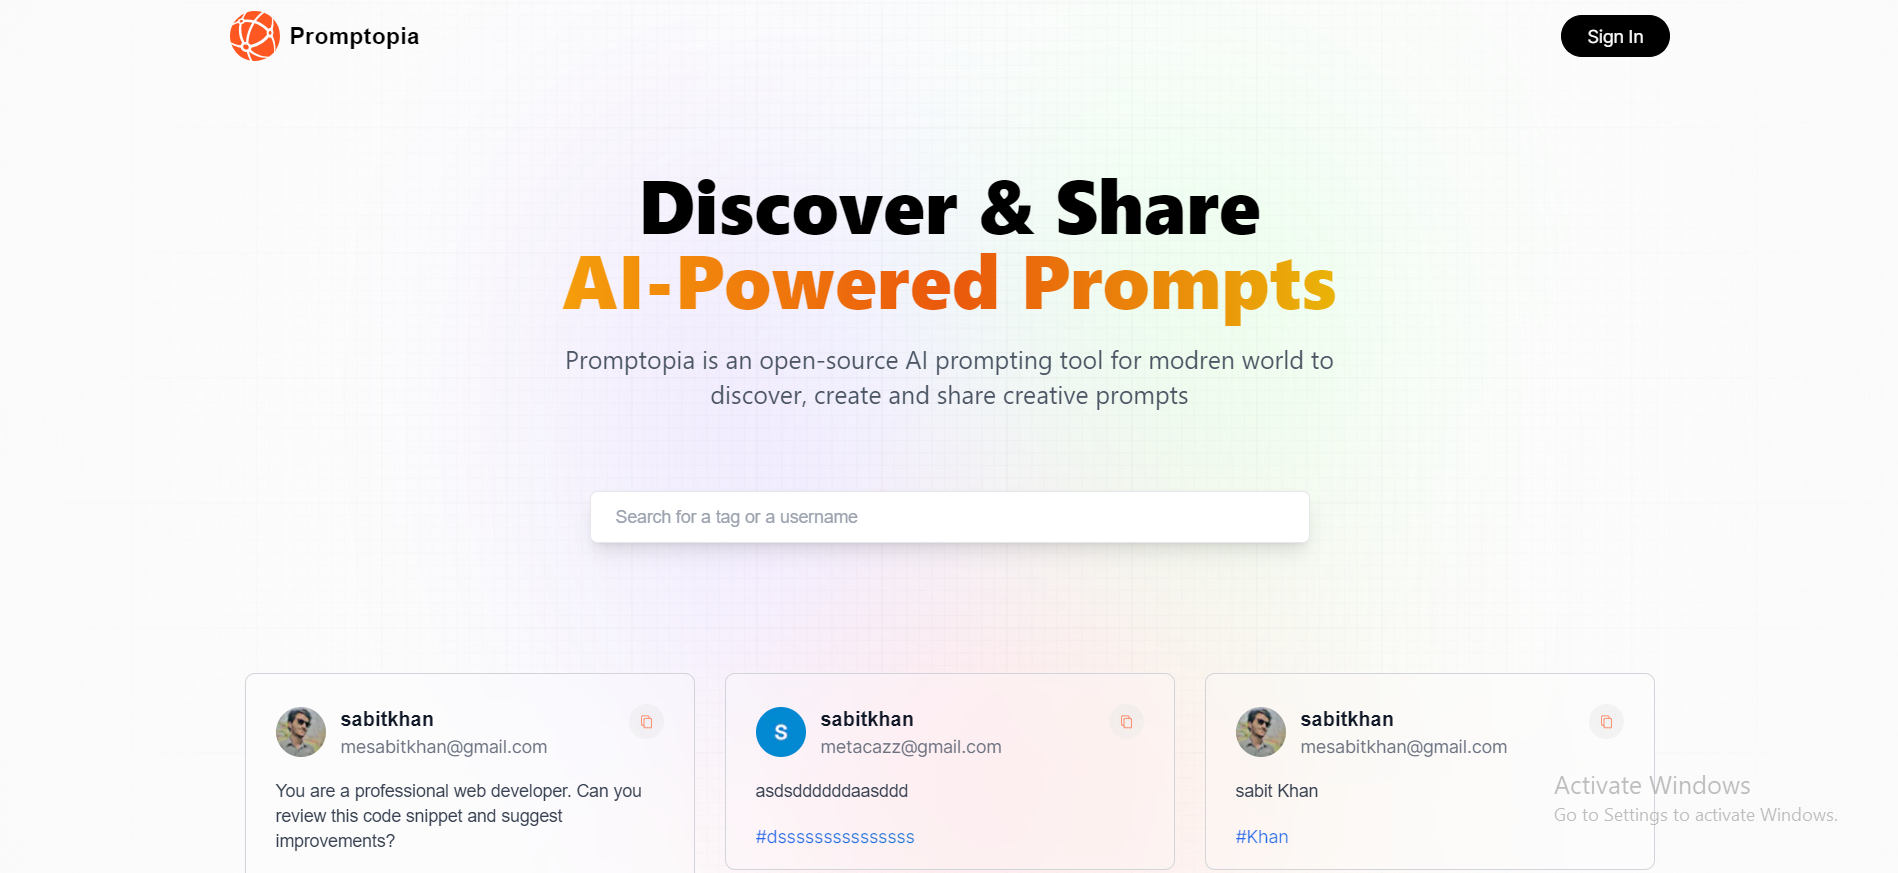 Promptopia
Sign In
Discover & Share
AI-Powered Prompts
Promptopia is an open-source AI prompting tool for modren world to
discover, create and share creative prompts
Search for a tag or a username
sabitkhan
mesabitkhan@gmail.com
You are a professional web developer. Can you
review this code snippet and suggest
improvements?
S
sabitkhan
metacazz@gmail.com
asdsddddddaasddd
#dsssssssssssssss
sabitkhan
mesabitkhan@gmail.com
sabit Khan
#Khan
Activate Windows
Go to Settings to activate Windows.